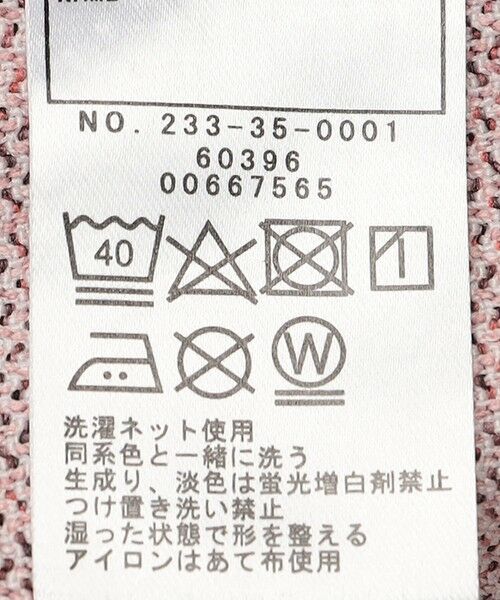 NO. 233-35-0001
60396
00667565
40
W
洗濯ネット使用
同系色と一緒に洗う
生成り、淡色は蛍光増白剤禁止
つけ置き洗い禁止
湿った状態で形を整える
アイロンはあて布使用